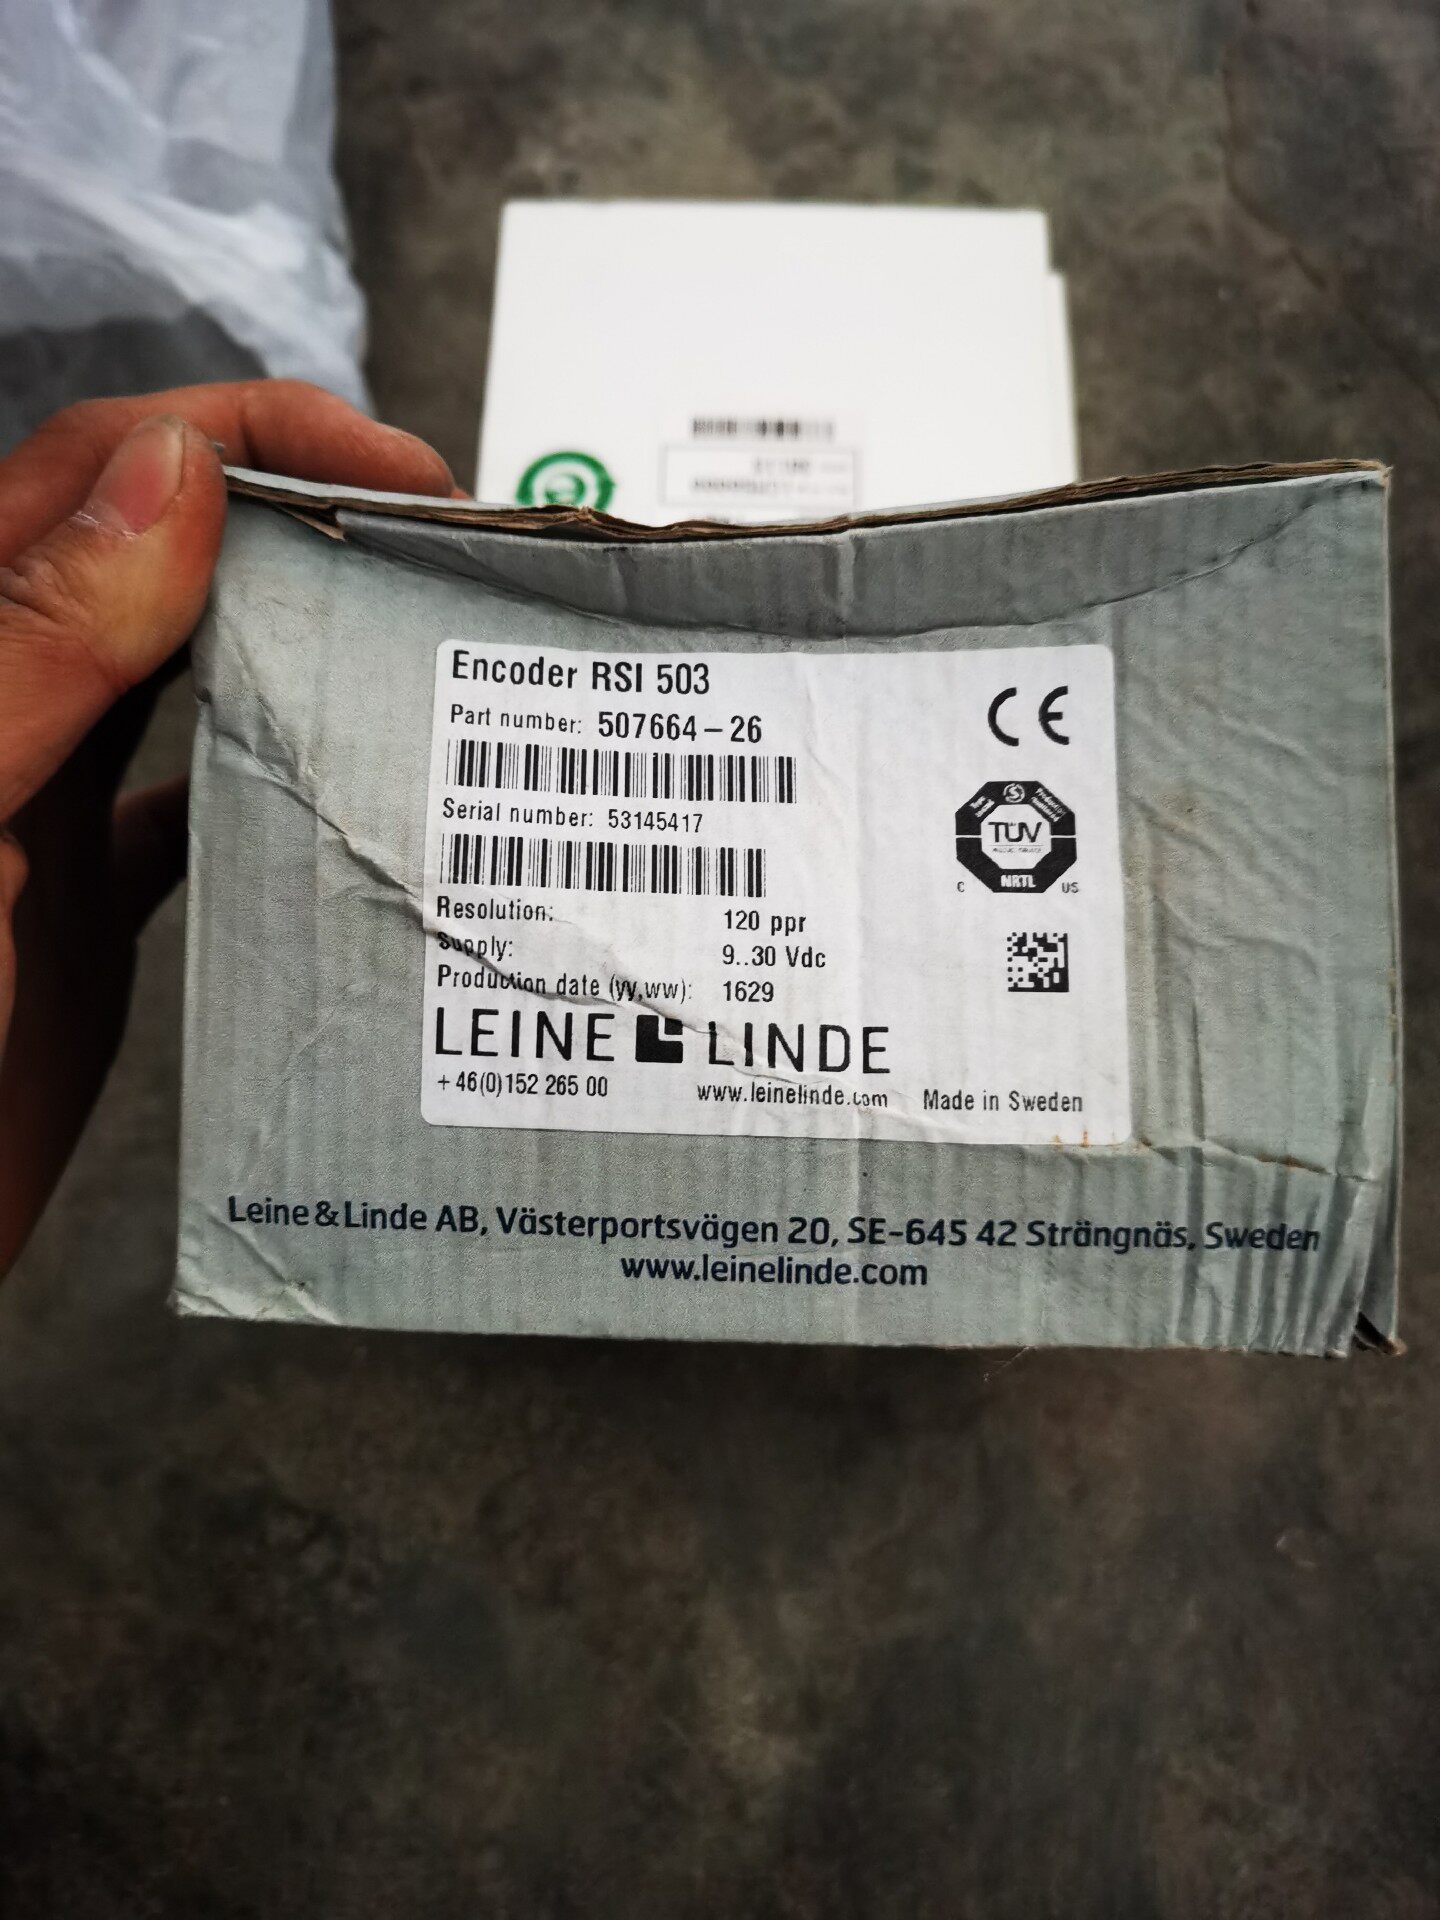 Encoder RSI 503
Part number: 507664-26
Serial number: 53145417
Resolution: 120 ppr
Supply: 9..30 Vdc
Production date (yy,ww): 1629
LEINE LINDE
+46(0)152 265 00 www.leinelinde.com Made in Sweden
CE
TÜV
NRTL
C US
Leine & Linde AB, Västerportsvägen 20, SE-645 42 Strängnäs, Sweden
www.leinelinde.com